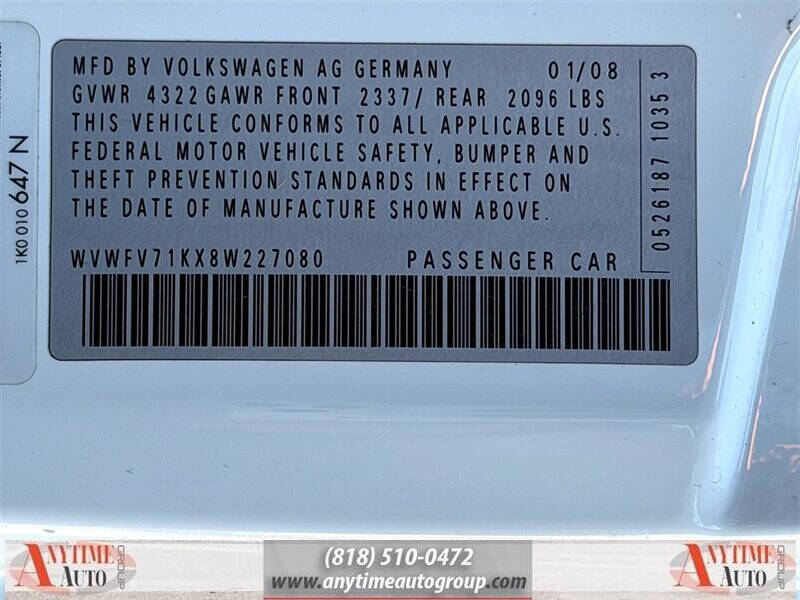 MFD BY VOLKSWAGEN AG GERMANY 01/08
GVWR 4322 GAWR FRONT 2337/ REAR 2096 LBS
THIS VEHICLE CONFORMS TO ALL APPLICABLE U.S.
FEDERAL MOTOR VEHICLE SAFETY, BUMPER AND
THEFT PREVENTION STANDARDS IN EFFECT ON
THE DATE OF MANUFACTURE SHOWN ABOVE.
WVWFV71KX8W227080 PASSENGER CAR
0526187 1035 3
1K0 010 647 N
ANYTIME
AUTO
GROUP
(818) 510-0472
www.anytimeautogroup.com
ANYTIME
AUTO
GROUP